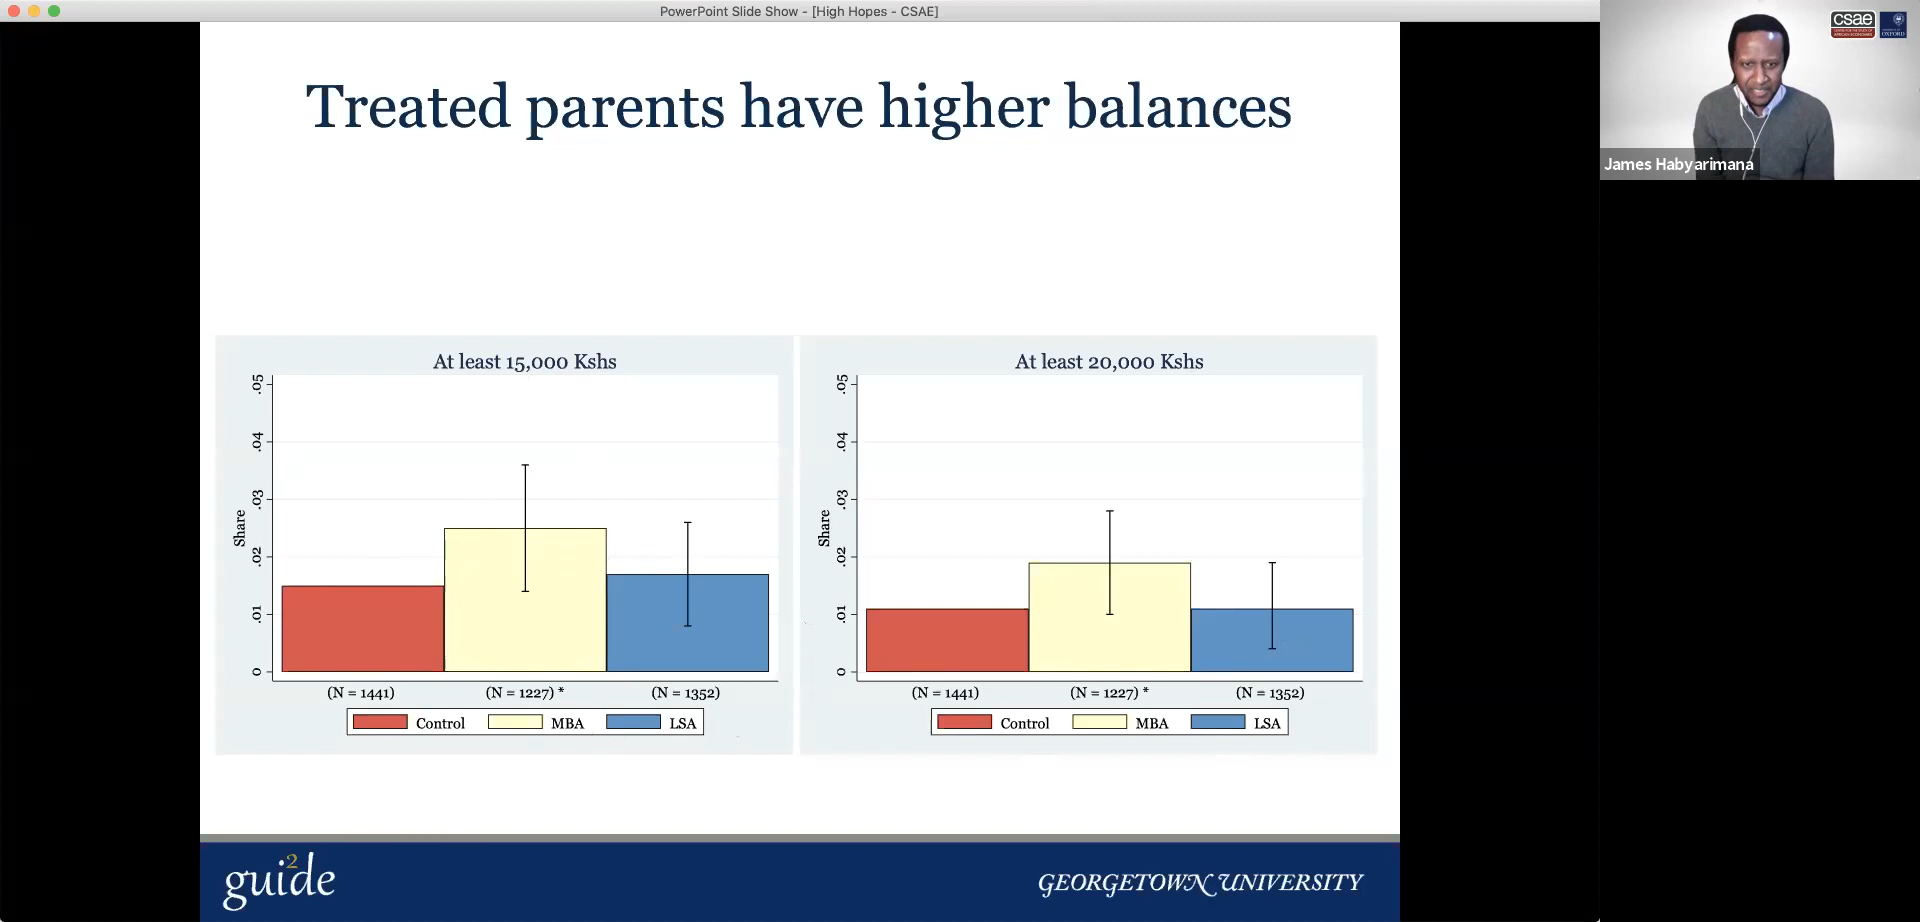 PowerPoint Slide Show - [High Hopes - CSAE]
Treated parents have higher balances
At least 15,000 Kshs
.05
.04
.03
.02
.01
0
Share
(N = 1441)
(N = 1227) *
(N = 1352)
Control
MBA
LSA
At least 20,000 Kshs
.05
.04
.03
.02
.01
0
Share
(N = 1441)
(N = 1227) *
(N = 1352)
Control
MBA
LSA
gui2de
GEORGETOWN UNIVERSITY
csae
OXFORD
James Habyarimana